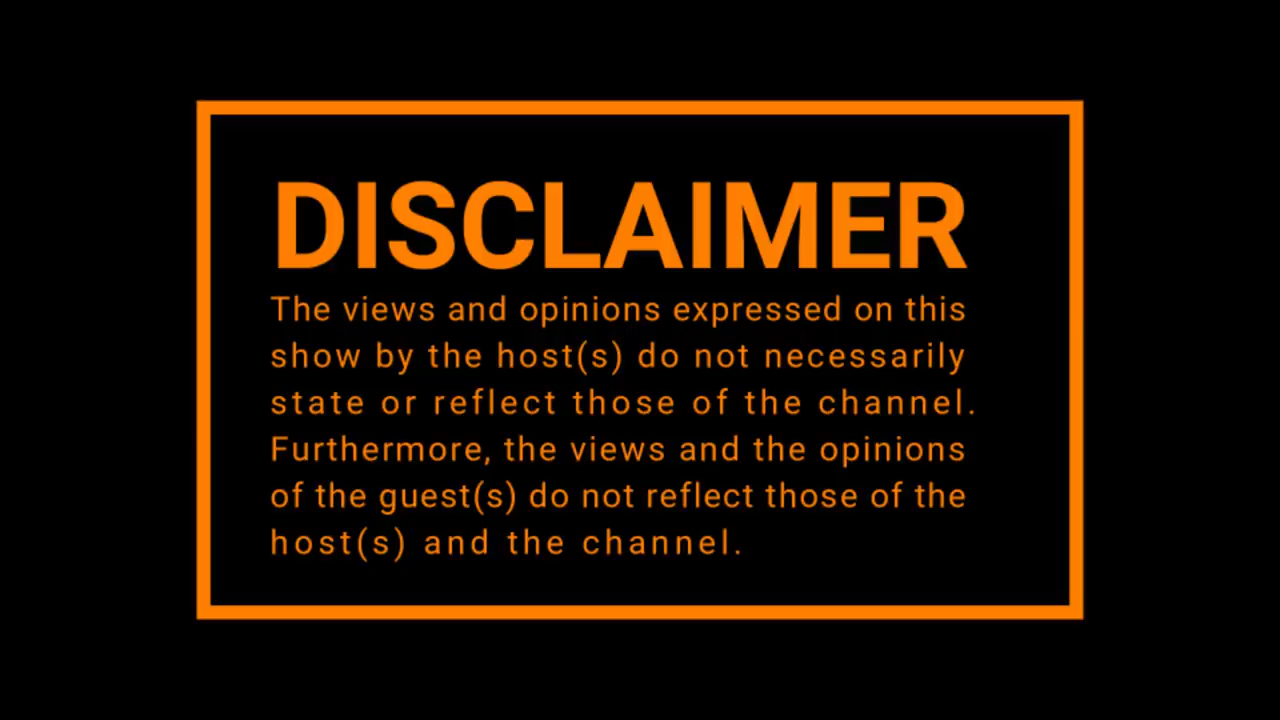 DISCLAIMER
The views and opinions expressed on this
show by the host(s) do not necessarily
state or reflect those of the channel.
Furthermore, the views and the opinions
of the guest(s) do not reflect those of the
host(s) and the channel.